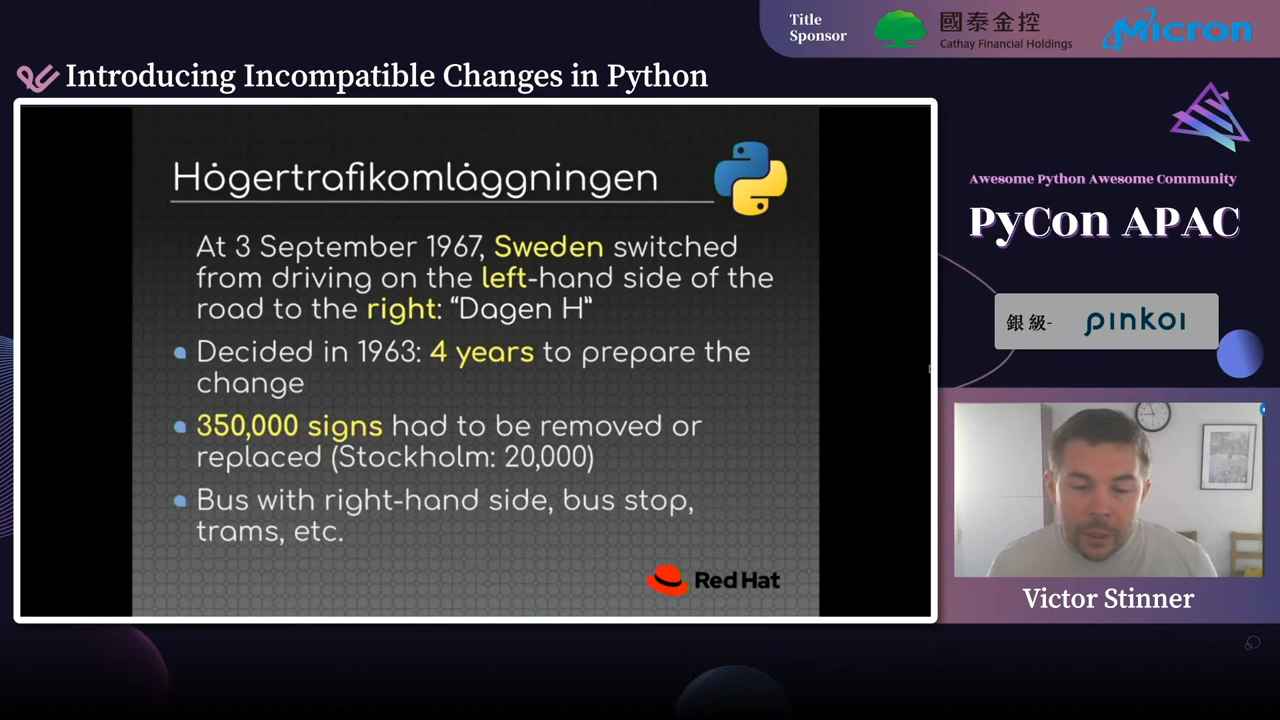 Title
Sponsor
國泰金控
Cathay Financial Holdings
Micron
Introducing Incompatible Changes in Python
Högertrafikomläggningen
At 3 September 1967, Sweden switched
from driving on the left-hand side of the
road to the right: “Dagen H”
Decided in 1963: 4 years to prepare the
change
350,000 signs had to be removed or
replaced (Stockholm: 20,000)
Bus with right-hand side, bus stop,
trams, etc.
Red Hat
Awesome Python Awesome Community
PyCon APAC
銀級-
pinkoi
Victor Stinner